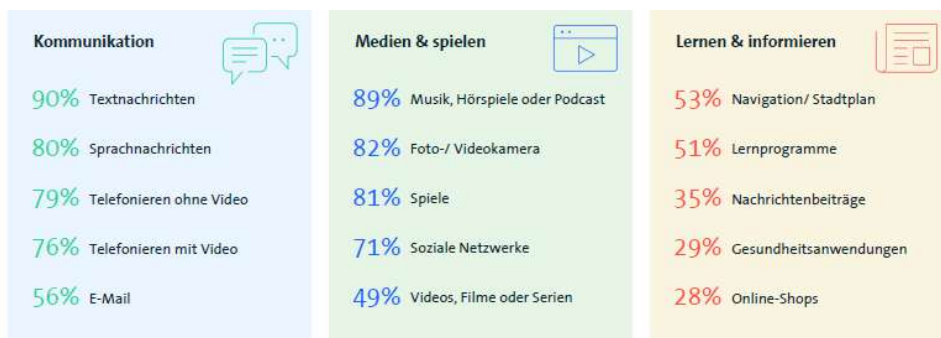 Kommunikation
90% Textnachrichten
80% Sprachnachrichten
79% Telefonieren ohne Video
76% Telefonieren mit Video
56% E-Mail
Medien & spielen
89% Musik, Hörspiele oder Podcast
82% Foto-/ Videokamera
81% Spiele
71% Soziale Netzwerke
49% Videos, Filme oder Serien
Lernen & informieren
53% Navigation/ Stadtplan
51% Lernprogramme
35% Nachrichtenbeiträge
29% Gesundheitsanwendungen
28% Online-Shops